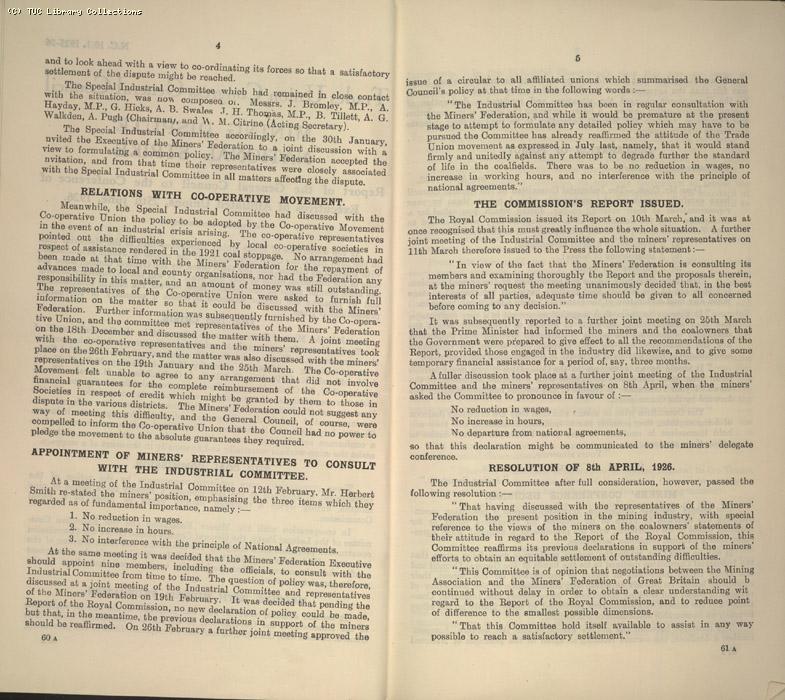 (C) TUC Library Collections
4
and to look ahead with a view to co-ordinating its forces so that a satisfactory
settlement of the dispute might be reached.
The Special Industrial Committee which had remained in close contact
with the situation, was now composed of. Messrs. J. Bromley, M.P., A.
Hayday, M.P., G. Hicks, A. B. Swales J. H. Thomas, M.P., B. Tillett, A. G.
Walkden, A. Pugh (Chairman), and W. M. Citrine (Acting Secretary).
The Special Industrial Committee accordingly, on the 30th January,
nvited the Executive of the Miners' Federation to a joint discussion with a
view to formulating a common policy. The Miners' Federation accepted the
nvitation, and from that time their representatives were closely associated
with the Special Industrial Committee in all matters affecting the dispute.
RELATIONS WITH CO-OPERATIVE MOVEMENT.
Meanwhile, the Special Industrial Committee had discussed with the
Co-operative Union the policy to be adopted by the Co-operative Movement
in the event of an industrial crisis arising. The co-operative representatives
pointed out the difficulties experienced by local co-operative societies in
respect of assistance rendered in the 1921 coal stoppage. No arrangement had
been made at that time with the Miners' Federation for the repayment of
advances made to local and county organisations, nor had the Federation any
responsibility in this matter, and an amount of money was still outstanding.
The representatives of the Co-operative Union were asked to furnish full
information on the matter so that it could be discussed with the Miners'
Federation. Further information was subsequently furnished by the Co-opera-
tive Union, and the committee met representatives of the Miners' Federation
on the 18th December and discussed the matter with them. A joint meeting
with the co-operative representatives and the miners' representatives took
place on the 26th February, and the matter was also discussed with the miners'
representatives on the 19th January and the 25th March. The Co-operative
Movement felt unable to agree to any arrangement that did not involve
financial guarantees for the complete reimbursement of the Co-operative
Societies in respect of credit which might be granted by them to those in
dispute in the various districts. The Miners' Federation could not suggest any
way of meeting this difficulty, and the General Council, of course, were
compelled to inform the Co-operative Union that the Council had no power to
pledge the movement to the absolute guarantees they required.
APPOINTMENT OF MINERS' REPRESENTATIVES TO CONSULT
WITH THE INDUSTRIAL COMMITTEE.
At a meeting of the Industrial Committee on 12th February, Mr. Herbert
Smith re-stated the miners' position, emphasising the three items which they
regarded as of fundamental importance, namely :—
1. No reduction in wages.
2. No increase in hours.
3. No interference with the principle of National Agreements.
At the same meeting it was decided that the Miners' Federation Executive
should appoint nine members, including the officials, to consult with the
Industrial Committee from time to time. The question of policy was, therefore,
discussed at a joint meeting of the Industrial Committee and representatives
of the Miners' Federation on 19th February. It was decided that pending the
Report of the Royal Commission, no new declaration of policy could be made,
but that, in the meantime, the previous declarations in support of the miners
should be reaffirmed. On 26th February a further joint meeting approved the
60 A
5
issue of a circular to all affiliated unions which summarised the General
Council's policy at that time in the following words :—
"The Industrial Committee has been in regular consultation with
the Miners' Federation, and while it would be premature at the present
stage to attempt to formulate any detailed policy which may have to be
pursued the Committee has already reaffirmed the attitude of the Trade
Union movement as expressed in July last, namely, that it would stand
firmly and unitedly against any attempt to degrade further the standard
of life in the coalfields. There was to be no reduction in wages, no
increase in working hours, and no interference with the principle of
national agreements."
THE COMMISSION'S REPORT ISSUED.
The Royal Commission issued its Report on 10th March, and it was at
once recognised that this must greatly influence the whole situation. A further
joint meeting of the Industrial Committee and the miners' representatives on
11th March therefore issued to the Press the following statement :—
"In view of the fact that the Miners' Federation is consulting its
members and examining thoroughly the Report and the proposals therein,
at the miners' request the meeting unanimously decided that, in the best
interests of all parties, adequate time should be given to all concerned
before coming to any decision."
It was subsequently reported to a further joint meeting on 25th March
that the Prime Minister had informed the miners and the coalowners that
the Government were prepared to give effect to all the recommendations of the
Report, provided those engaged in the industry did likewise, and to give some
temporary financial assistance for a period of, say, three months.
A fuller discussion took place at a further joint meeting of the Industrial
Committee and the miners' representatives on 8th April, when the miners'
asked the Committee to pronounce in favour of :—
No reduction in wages,
No increase in hours,
No departure from national agreements,
so that this declaration might be communicated to the miners' delegate
conference.
RESOLUTION OF 8th APRIL, 1926.
The Industrial Committee after full consideration, however, passed the
following resolution :—
"That having discussed with the representatives of the Miners'
Federation the present position in the mining industry, with special
reference to the views of the miners on the coalowners' statements of
their attitude in regard to the Report of the Royal Commission, this
Committee reaffirms its previous declarations in support of the miners'
efforts to obtain an equitable settlement of outstanding difficulties.
"This Committee is of opinion that negotiations between the Mining
Association and the Miners' Federation of Great Britain should b
continued without delay in order to obtain a clear understanding wit
regard to the Report of the Royal Commission, and to reduce point
of difference to the smallest possible dimensions.
"That this Committee hold itself available to assist in any way
possible to reach a satisfactory settlement."
61 A